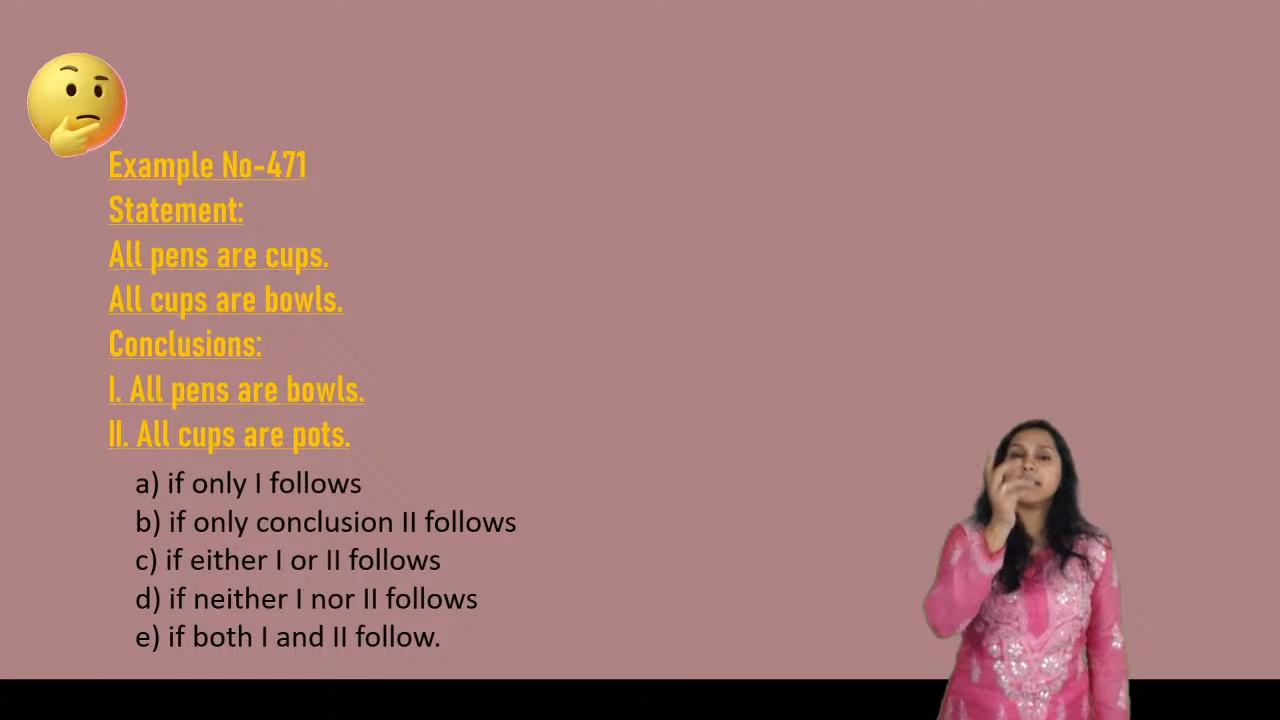 Example No-471
Statement:
All pens are cups.
All cups are bowls.
Conclusions:
I. All pens are bowls.
II. All cups are pots.
a) if only I follows
b) if only conclusion II follows
c) if either I or II follows
d) if neither I nor II follows
e) if both I and II follow.